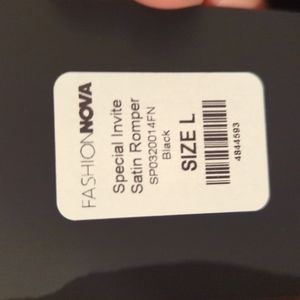 FASHIONNOVA
Special Invite
Satin Romper
SP0320014FN
Black
SIZE L
4844593